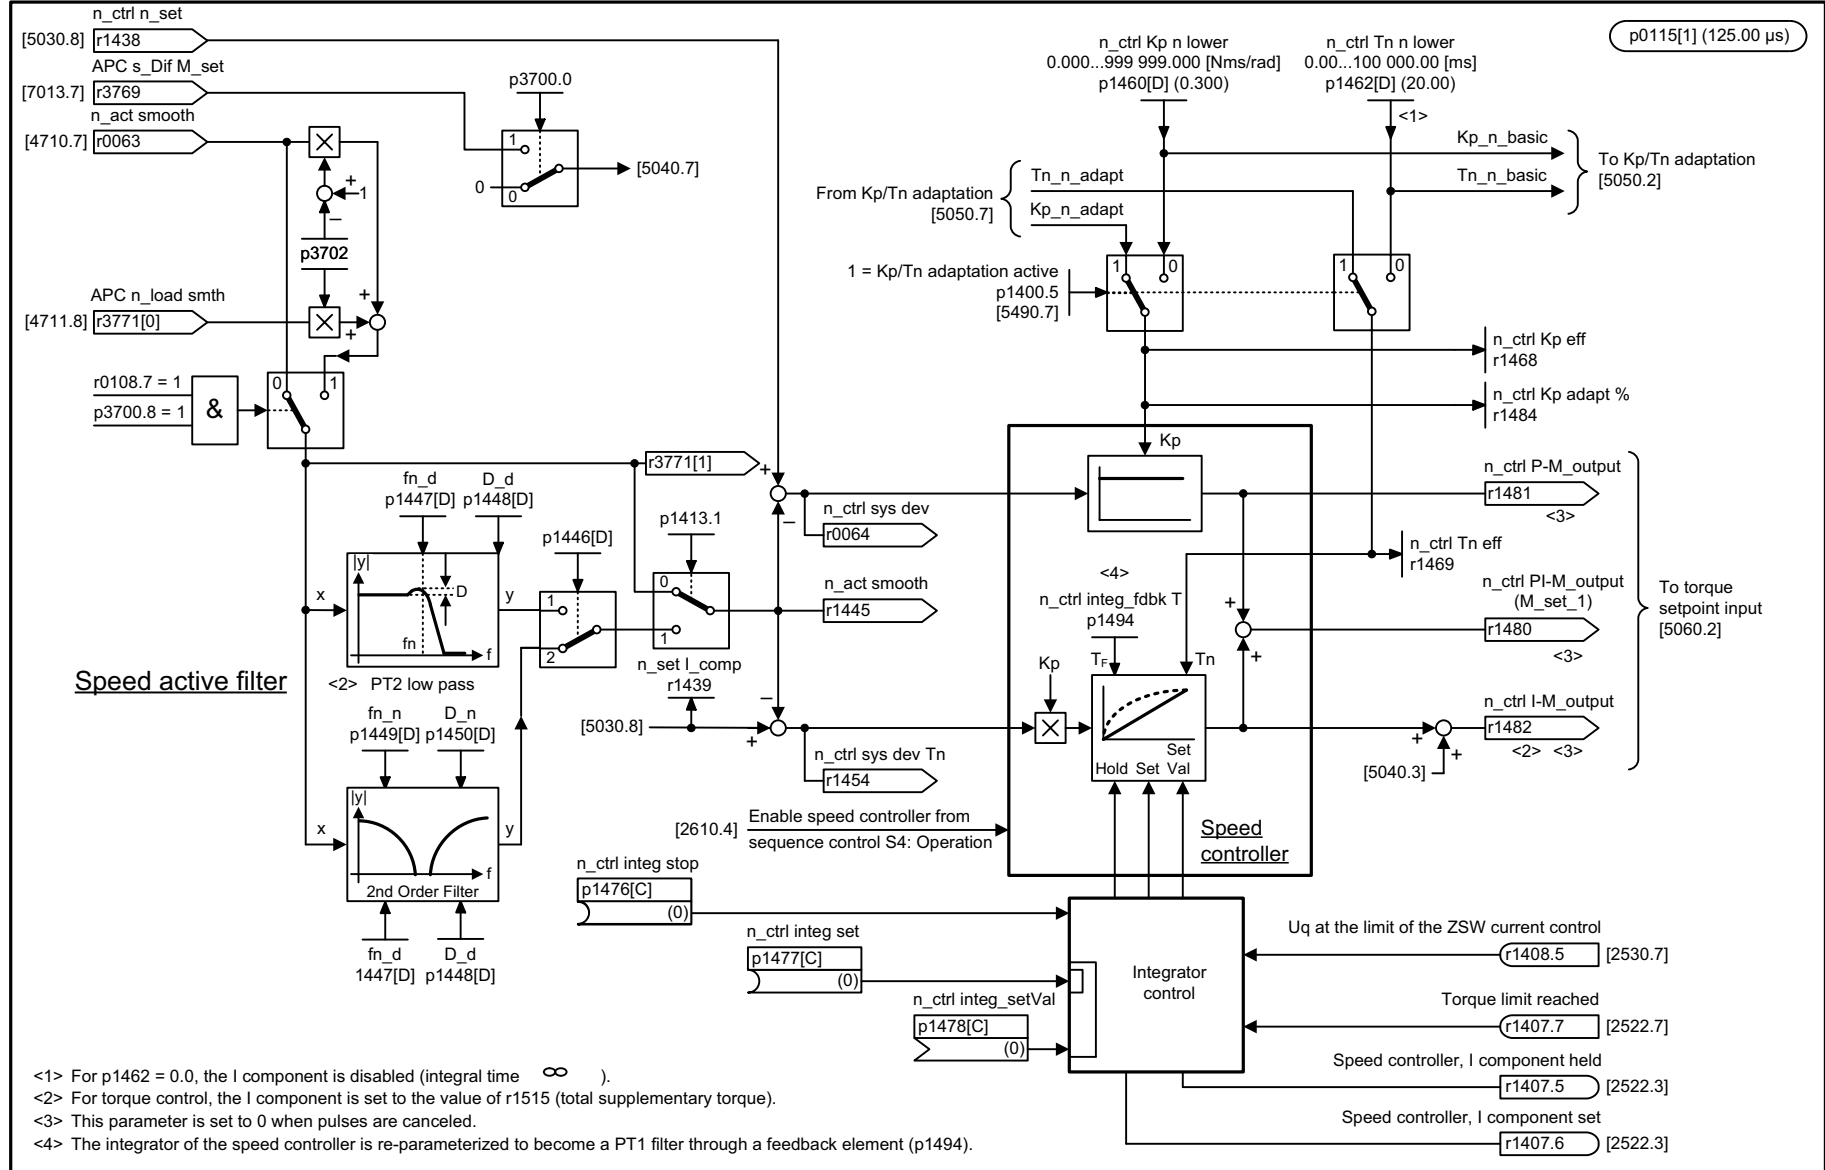 n_ctrl n_set
[5030.8] r1438
APC s_Dif M_set
[7013.7] r3769
n_act smooth
[4710.7] r0063
p3700.0
1
0
0
[5040.7]
+
1
–
p3702
APC n_load smth
[4711.8] r3771[0]
+
+
r0108.7 = 1
p3700.8 = 1
&
0 1
n_ctrl Kp n lower
0.000...999 999.000 [Nms/rad]
p1460[D] (0.300)
n_ctrl Tn n lower
0.00...100 000.00 [ms]
p1462[D] (20.00)
<1>
p0115[1] (125.00 µs)
Kp_n_basic
Tn_n_basic
To Kp/Tn adaptation
[5050.2]
From Kp/Tn adaptation
[5050.7]
Tn_n_adapt
Kp_n_adapt
1 = Kp/Tn adaptation active
p1400.5
[5490.7]
1 0
1 0
n_ctrl Kp eff
r1468
n_ctrl Kp adapt %
r1484
r3771[1]
+
–
fn_d
p1447[D]
D_d
p1448[D]
|y|
D
fn
f
x
y
<2> PT2 low pass
p1446[D]
1
2
p1413.1
0
1
n_ctrl sys dev
r0064
n_act smooth
r1445
Speed active filter
fn_n
p1449[D]
D_n
p1450[D]
|y|
x
y
f
2nd Order Filter
fn_d
1447[D]
D_d
p1448[D]
n_set I_comp
r1439
[5030.8]
–
+
n_ctrl sys dev Tn
r1454
Kp
<4>
n_ctrl integ_fdbk T
p1494
TF
Tn
Kp
Hold Set Set Val
Speed controller
[2610.4] Enable speed controller from
sequence control S4: Operation
n_ctrl P-M_output
r1481
<3>
n_ctrl Tn eff
r1469
+
+
n_ctrl PI-M_output
(M_set_1)
r1480
<3>
n_ctrl I-M_output
r1482
<2> <3>
+
+
[5040.3]
To torque
setpoint input
[5060.2]
n_ctrl integ stop
p1476[C]
(0)
n_ctrl integ set
p1477[C]
(0)
n_ctrl integ_setVal
p1478[C]
(0)
Integrator
control
Uq at the limit of the ZSW current control
r1408.5 [2530.7]
Torque limit reached
r1407.7 [2522.7]
Speed controller, I component held
r1407.5 [2522.3]
Speed controller, I component set
r1407.6 [2522.3]
<1> For p1462 = 0.0, the I component is disabled (integral time ∞ ).
<2> For torque control, the I component is set to the value of r1515 (total supplementary torque).
<3> This parameter is set to 0 when pulses are canceled.
<4> The integrator of the speed controller is re-parameterized to become a PT1 filter through a feedback element (p1494).